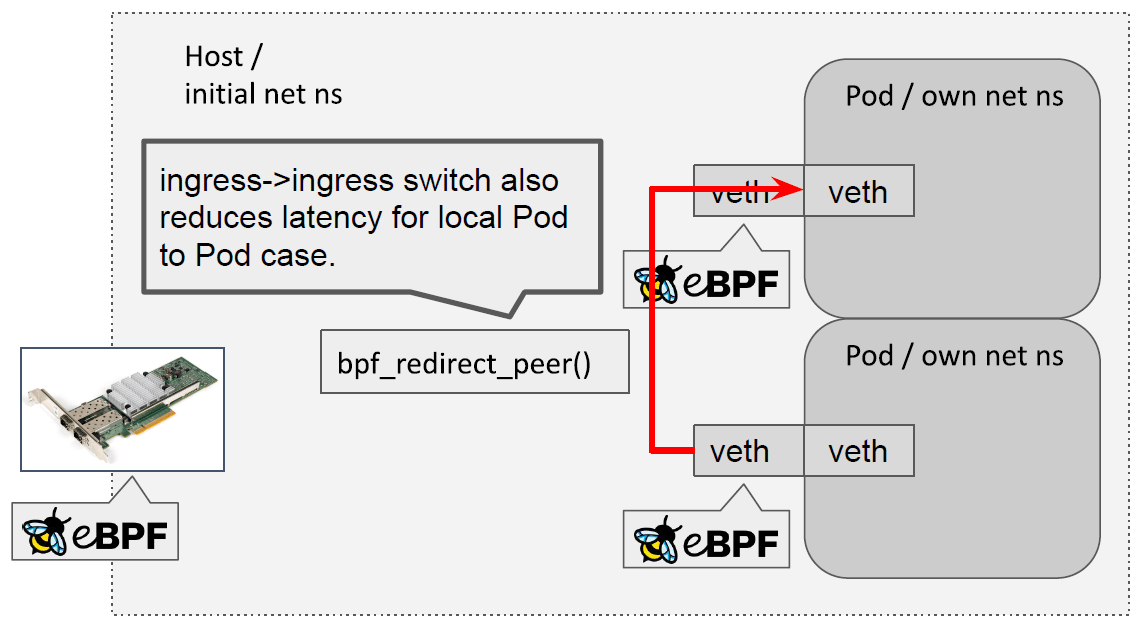 Host /
initial net ns
Pod / own net ns
ingress->ingress switch also
reduces latency for local Pod
to Pod case.
veth
veth
eBPF
bpf_redirect_peer()
Pod / own net ns
veth
veth
eBPF
eBPF